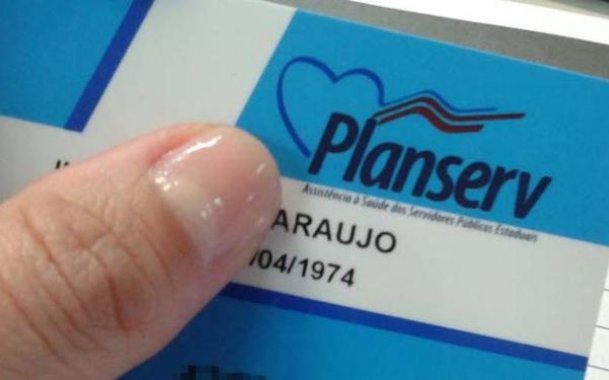 Planserv
Assistência à Saúde dos Servidores Públicos Estaduais
ARAUJO
/04/1974